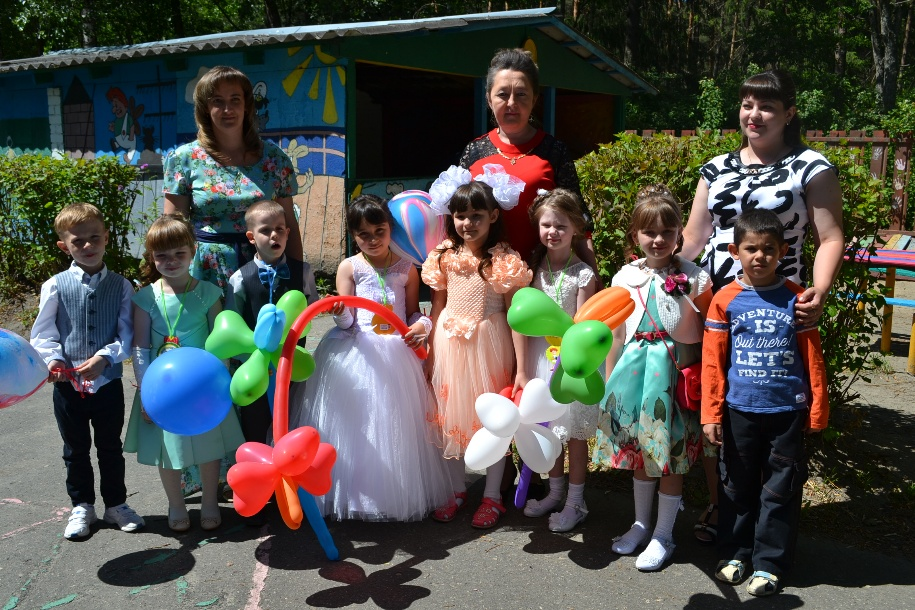 ADVENTURE
IS
Out there!
LET'S
FIND IT!